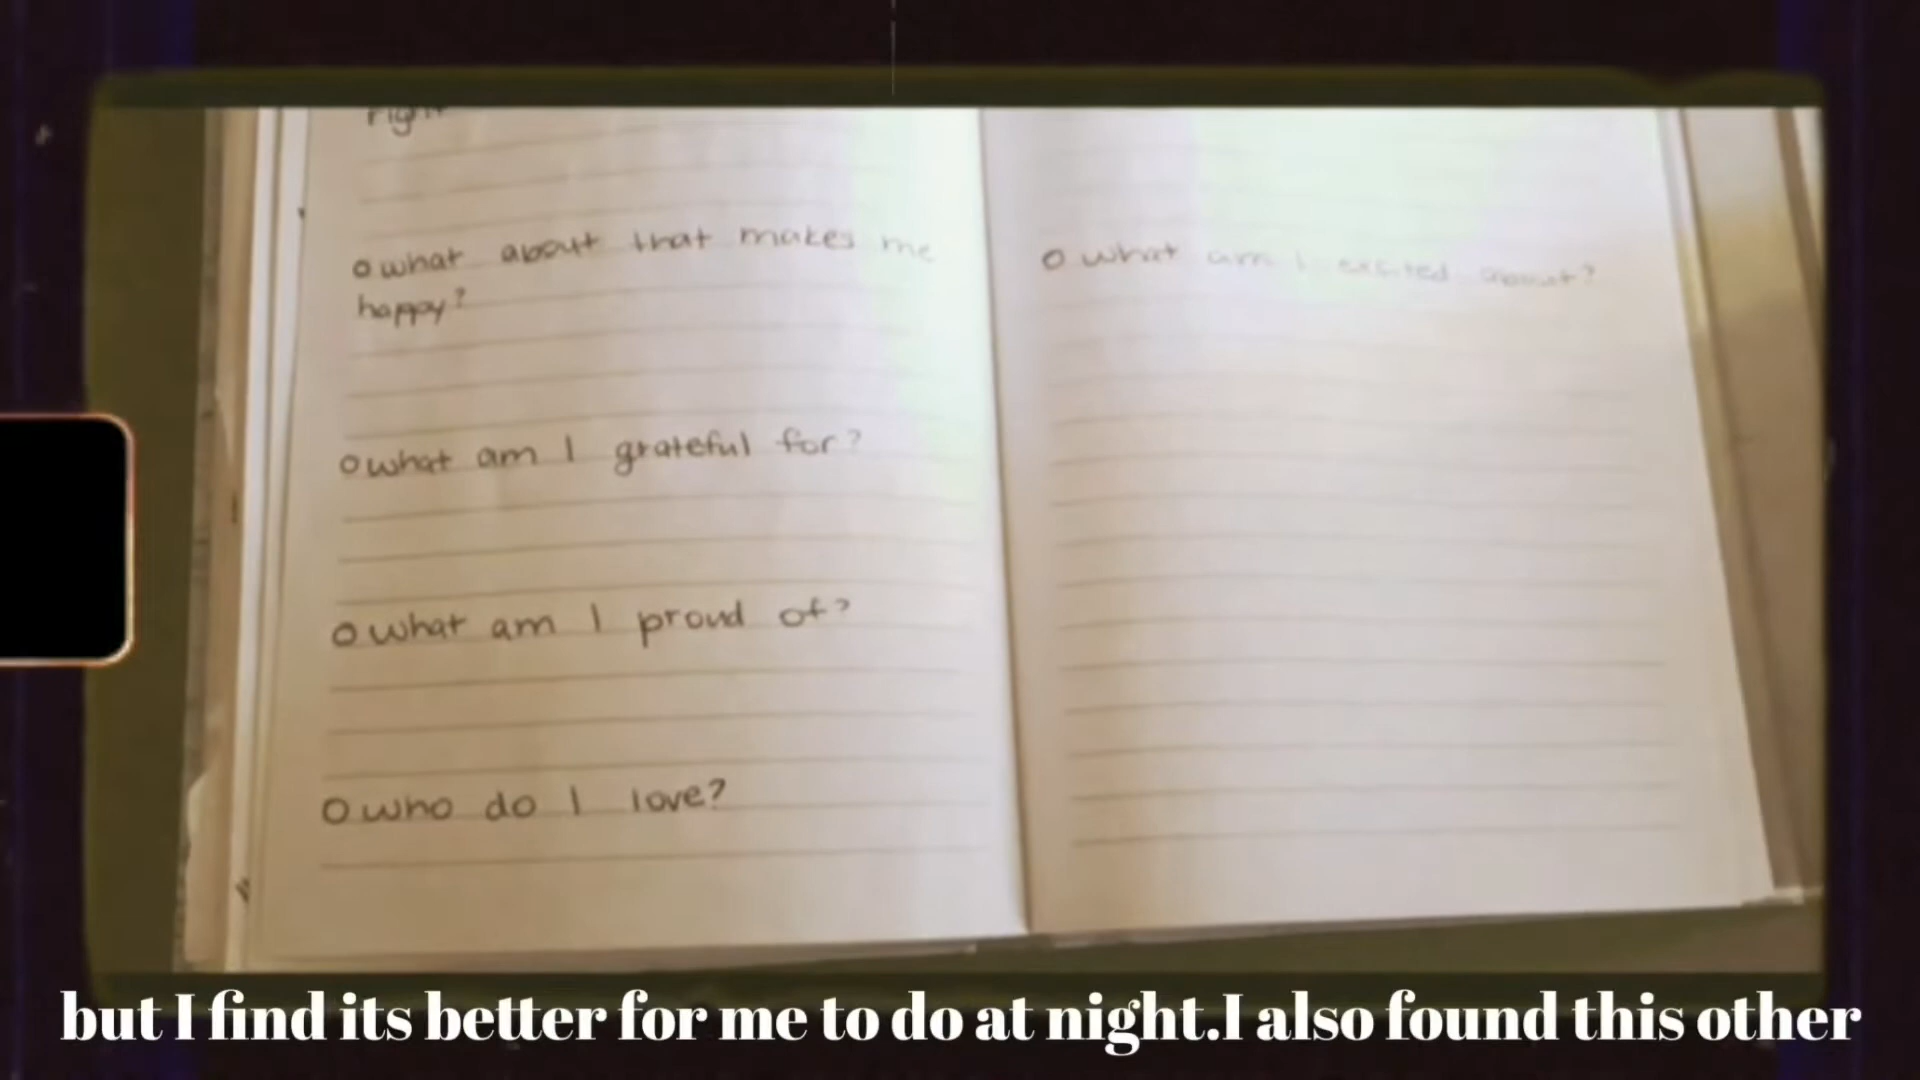 right
o what about that makes me
happy?
o what am I grateful for?
o what am I proud of?
o who do I love?
o what am I excited about?
but I find its better for me to do at night.I also found this other